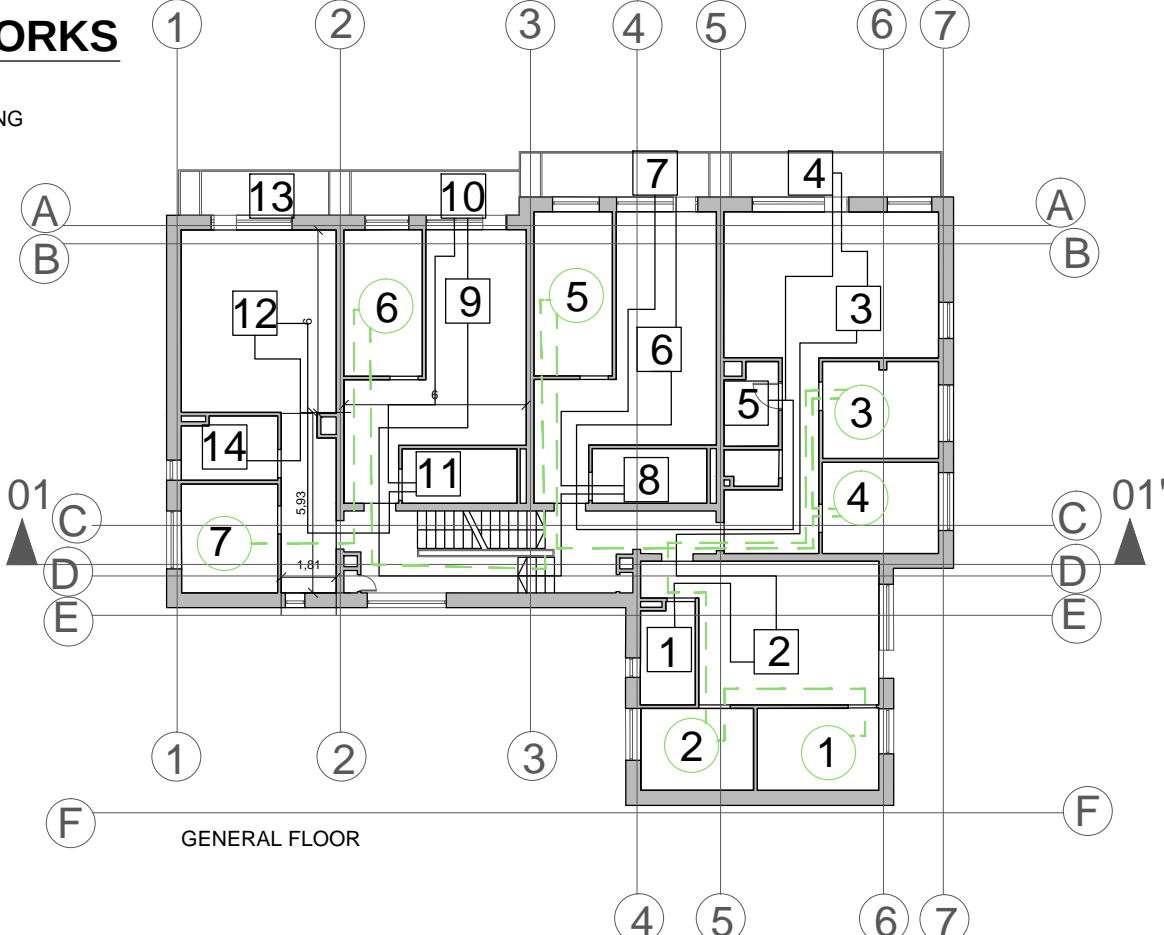 ORKS
NG
1 2 3 4 5 6 7
13 10 7 4
A A
B B
12 6 9 5 6 3
6
6
5 3
14 11 8 4
01 01'
5,93
C C
7
D D
1,81
E E
1 2
2 1
1 2 3
F F
GENERAL FLOOR
4 5 6 7